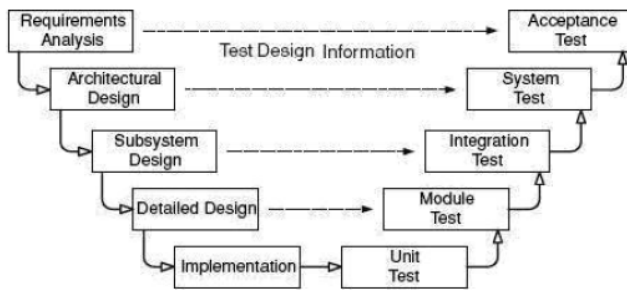 Requirements
Analysis
Acceptance
Test
Test Design Information
Architectural
Design
System
Test
Subsystem
Design
Integration
Test
Detailed Design
Module
Test
Implementation
Unit
Test